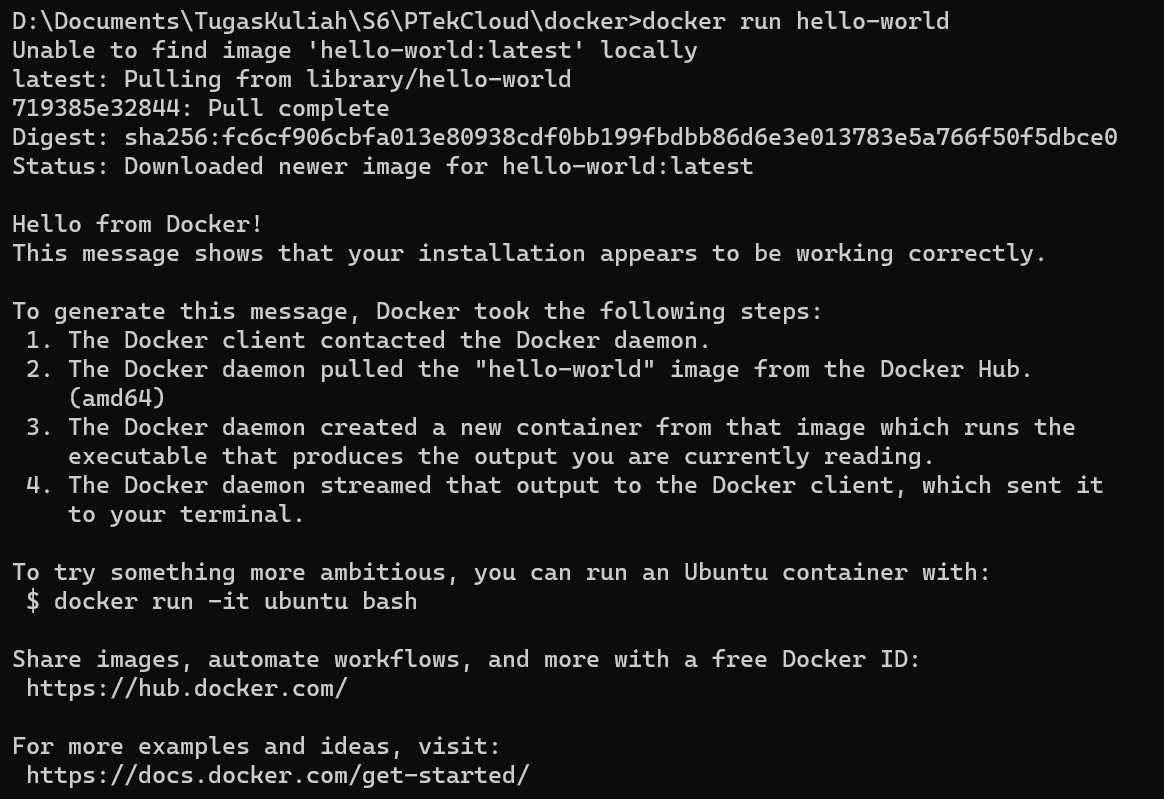 D:\Documents\TugasKuliah\S6\PTekCloud\docker>docker run hello-world
Unable to find image 'hello-world:latest' locally
latest: Pulling from library/hello-world
719385e32844: Pull complete
Digest: sha256:fc6cf906cbfa013e80938cdf0bb199fbdbb86d6e3e013783e5a766f50f5dbce0
Status: Downloaded newer image for hello-world:latest

Hello from Docker!
This message shows that your installation appears to be working correctly.

To generate this message, Docker took the following steps:
 1. The Docker client contacted the Docker daemon.
 2. The Docker daemon pulled the "hello-world" image from the Docker Hub.
    (amd64)
 3. The Docker daemon created a new container from that image which runs the
    executable that produces the output you are currently reading.
 4. The Docker daemon streamed that output to the Docker client, which sent it
    to your terminal.

To try something more ambitious, you can run an Ubuntu container with:
 $ docker run -it ubuntu bash

Share images, automate workflows, and more with a free Docker ID:
 https://hub.docker.com/

For more examples and ideas, visit:
 https://docs.docker.com/get-started/